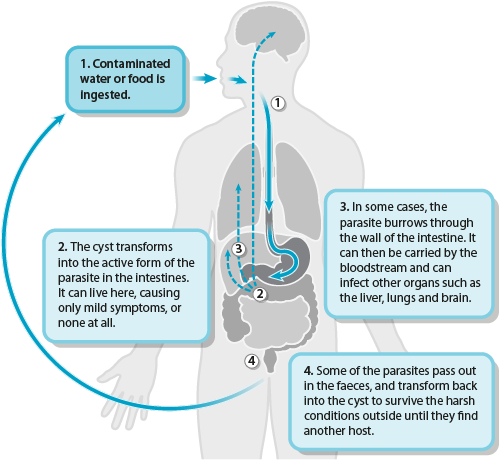 1. Contaminated
water or food is
ingested.
1
2. The cyst transforms
into the active form of the
parasite in the intestines.
It can live here, causing
only mild symptoms, or
none at all.
3. In some cases, the
parasite burrows through
the wall of the intestine. It
can then be carried by the
bloodstream and can
infect other organs such as
the liver, lungs and brain.
3
2
4
4. Some of the parasites pass out
in the faeces, and transform back
into the cyst to survive the harsh
conditions outside until they find
another host.